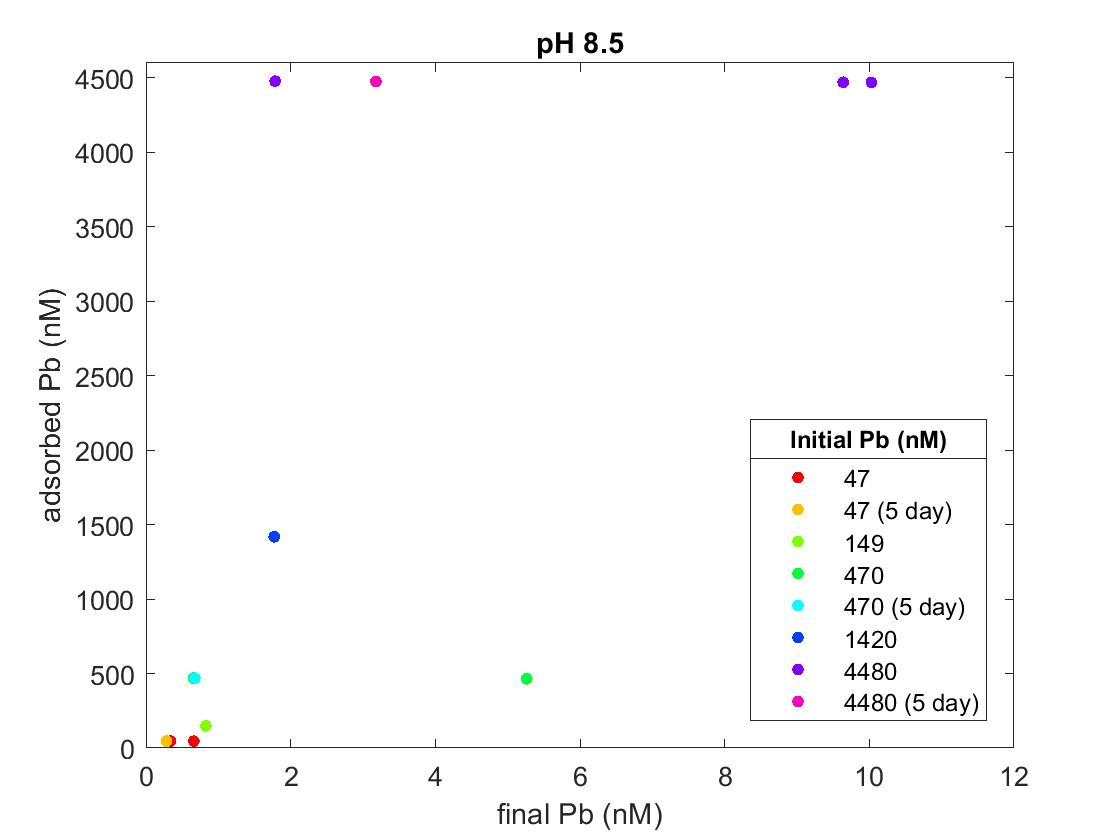 pH 8.5
4500
4000
3500
3000
2500
2000
1500
1000
500
0
adsorbed Pb (nM)
0 2 4 6 8 10 12
final Pb (nM)
Initial Pb (nM)
47
47 (5 day)
149
470
470 (5 day)
1420
4480
4480 (5 day)